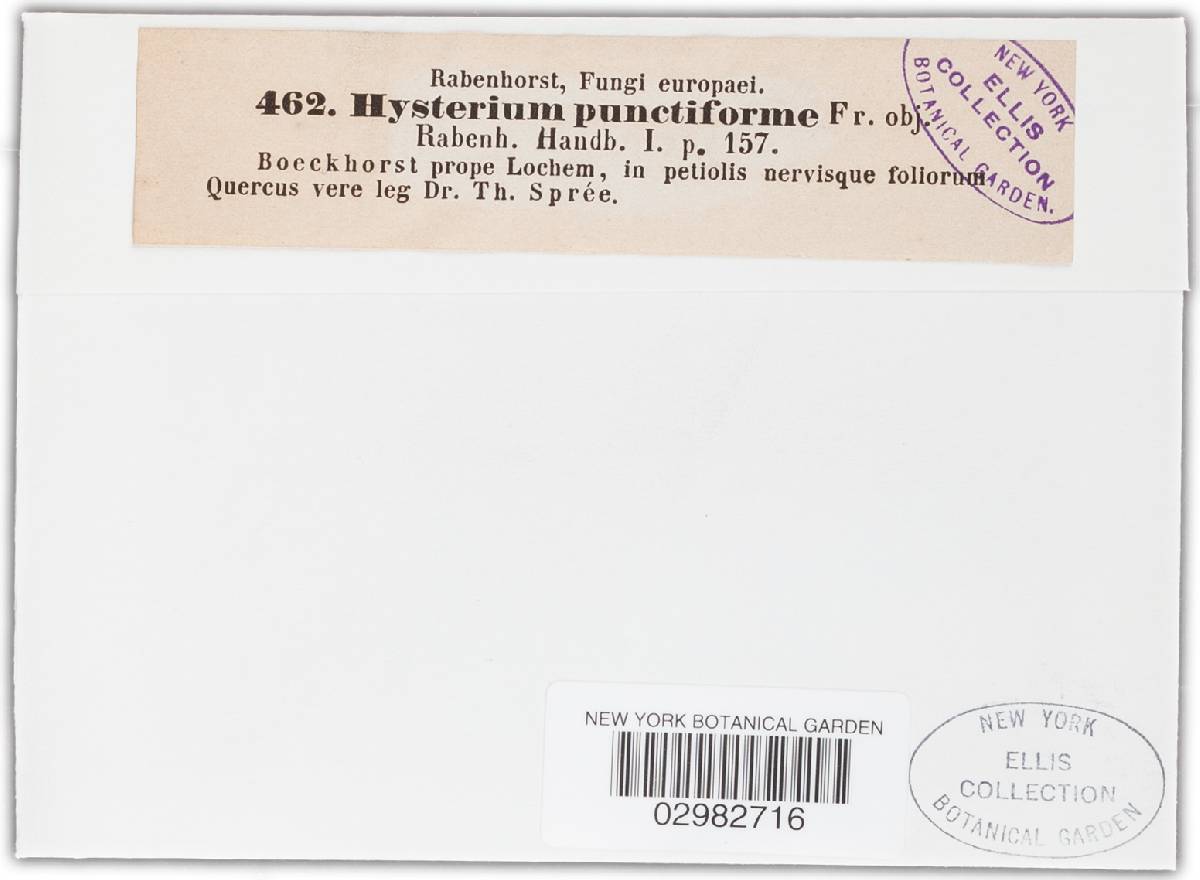 Rabenhorst, Fungi europaei.
462. Hysterium punctiforme Fr. obj.
Rabenh. Handb. I. p. 157.
Boeckhorst prope Lochem, in petiolis nervisque foliorum
Quercus vere leg Dr. Th. Sprée.
NEW YORK
ELLIS
COLLECTION
BOTANICAL GARDEN.
NEW YORK BOTANICAL GARDEN
02982716
NEW YORK
ELLIS
COLLECTION
BOTANICAL GARDEN